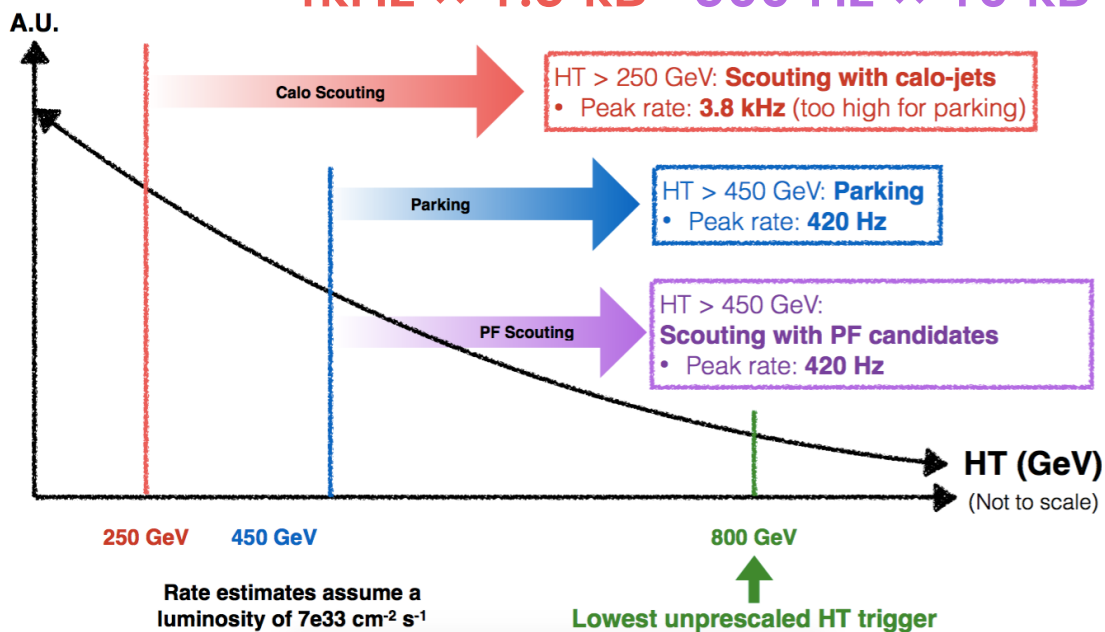 A.U.
Calo Scouting
HT > 250 GeV: Scouting with calo-jets
• Peak rate: 3.8 kHz (too high for parking)
Parking
HT > 450 GeV: Parking
• Peak rate: 420 Hz
PF Scouting
HT > 450 GeV:
Scouting with PF candidates
• Peak rate: 420 Hz
HT (GeV)
(Not to scale)
250 GeV 450 GeV 800 GeV
Rate estimates assume a
luminosity of 7e33 cm⁻² s⁻¹
Lowest unprescaled HT trigger